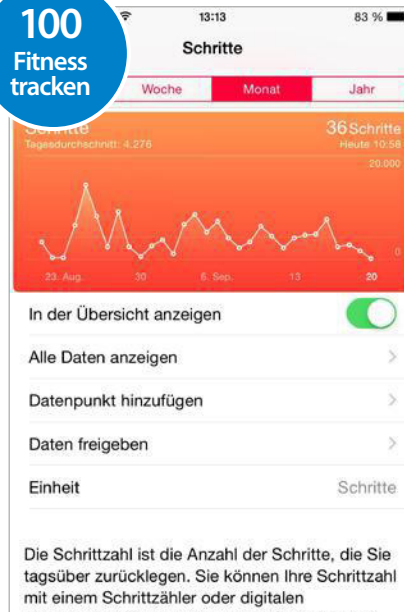 100
Fitness
tracken
13:13
83 %
Schritte
Woche
Monat
Jahr
Schritte
36 Schritte
Tagesdurchschnitt: 4.276
Heute 10:58
20.000
0
23. Aug.
30
6. Sep.
13
20
In der Übersicht anzeigen
Alle Daten anzeigen
Datenpunkt hinzufügen
Daten freigeben
Einheit
Schritte
Die Schrittzahl ist die Anzahl der Schritte, die Sie
tagsüber zurücklegen. Sie können Ihre Schrittzahl
mit einem Schrittzähler oder digitalen